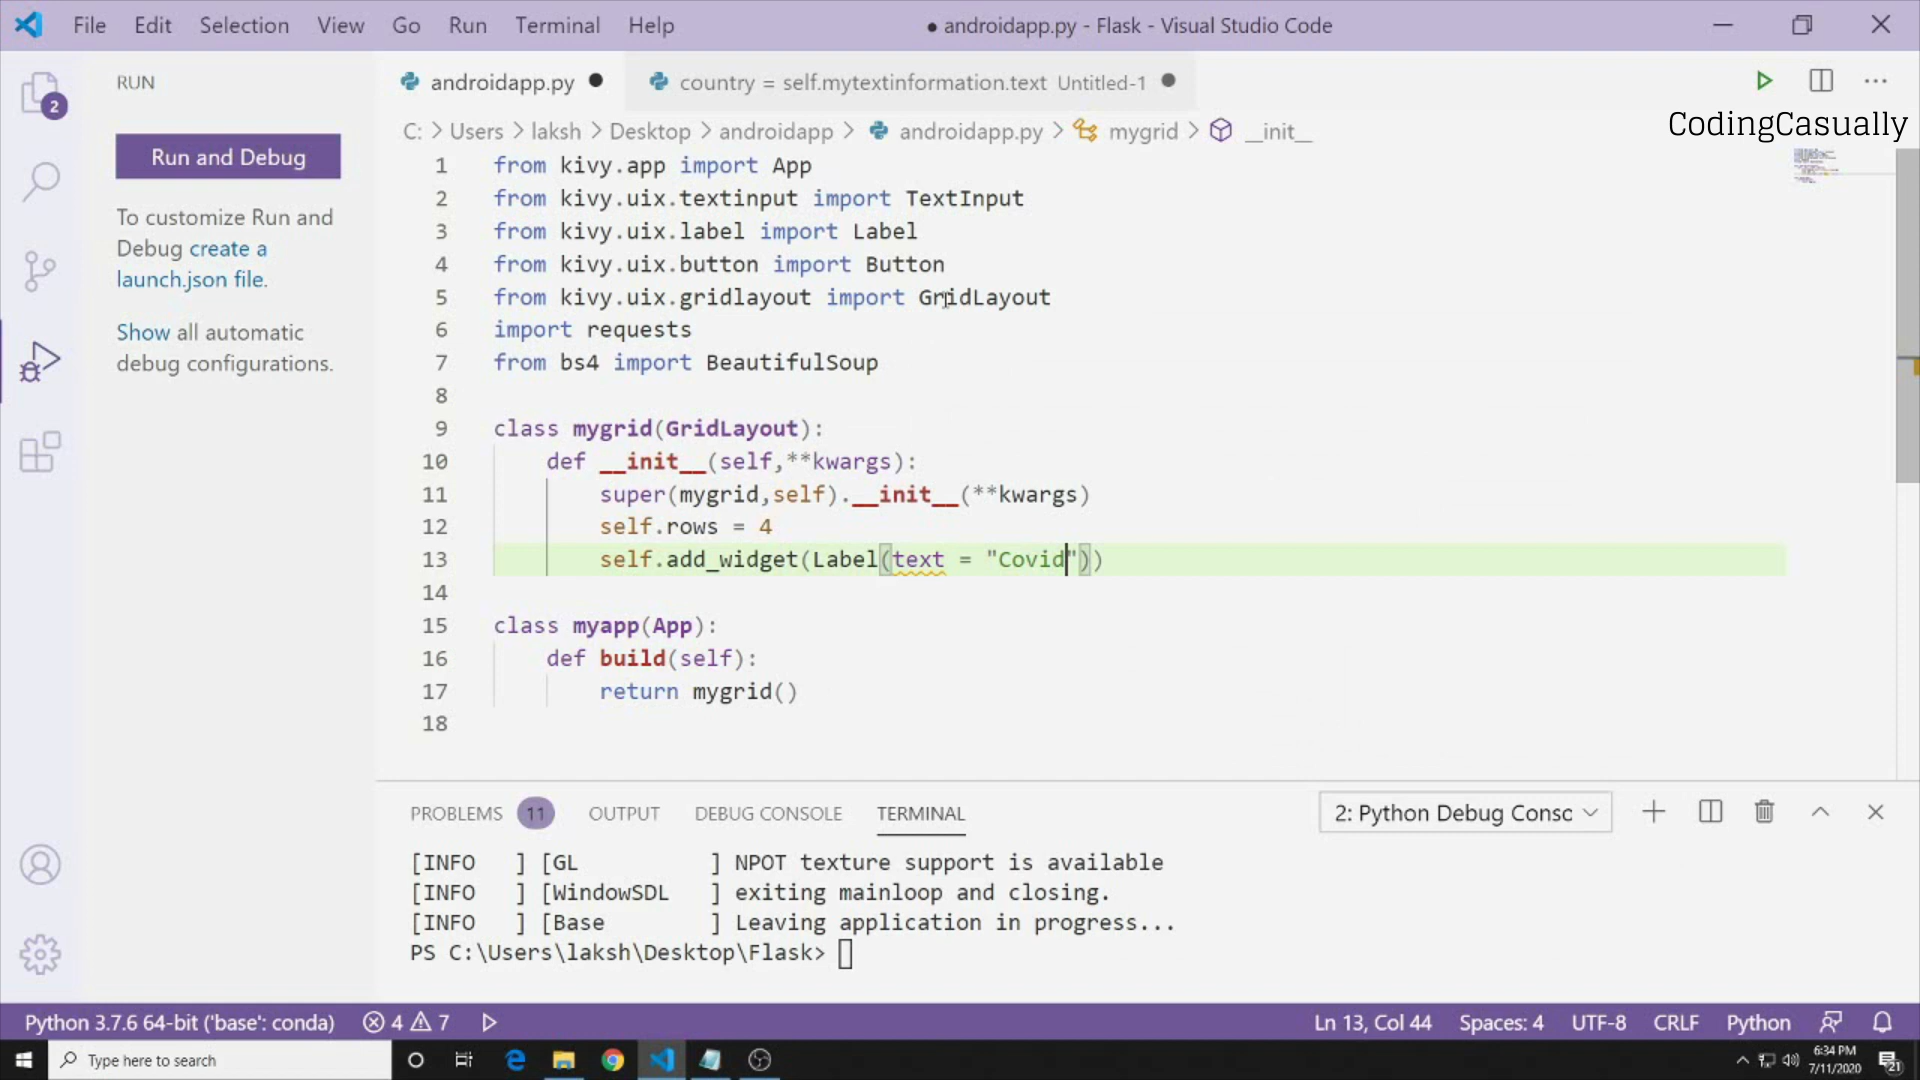 File Edit Selection View Go Run Terminal Help ● androidapp.py - Flask - Visual Studio Code
RUN
androidapp.py ● country = self.mytextinformation.text Untitled-1 ●
CodingCasually
C: > Users > laksh > Desktop > androidapp > androidapp.py > mygrid > __init__
Run and Debug
To customize Run and
Debug create a
launch.json file.
Show all automatic
debug configurations.
1 from kivy.app import App
2 from kivy.uix.textinput import TextInput
3 from kivy.uix.label import Label
4 from kivy.uix.button import Button
5 from kivy.uix.gridlayout import GridLayout
6 import requests
7 from bs4 import BeautifulSoup
8
9 class mygrid(GridLayout):
10 def __init__(self,**kwargs):
11 super(mygrid,self).__init__(**kwargs)
12 self.rows = 4
13 self.add_widget(Label(text = "Covid"))
14
15 class myapp(App):
16 def build(self):
17 return mygrid()
18
2
PROBLEMS 11 OUTPUT DEBUG CONSOLE TERMINAL 2: Python Debug Consc
[INFO ] [GL ] NPOT texture support is available
[INFO ] [WindowSDL ] exiting mainloop and closing.
[INFO ] [Base ] Leaving application in progress...
PS C:\Users\laksh\Desktop\Flask>
Python 3.7.6 64-bit ('base': conda) 4 7 Ln 13, Col 44 Spaces: 4 UTF-8 CRLF Python
Type here to search
6:34 PM
7/11/2020
21